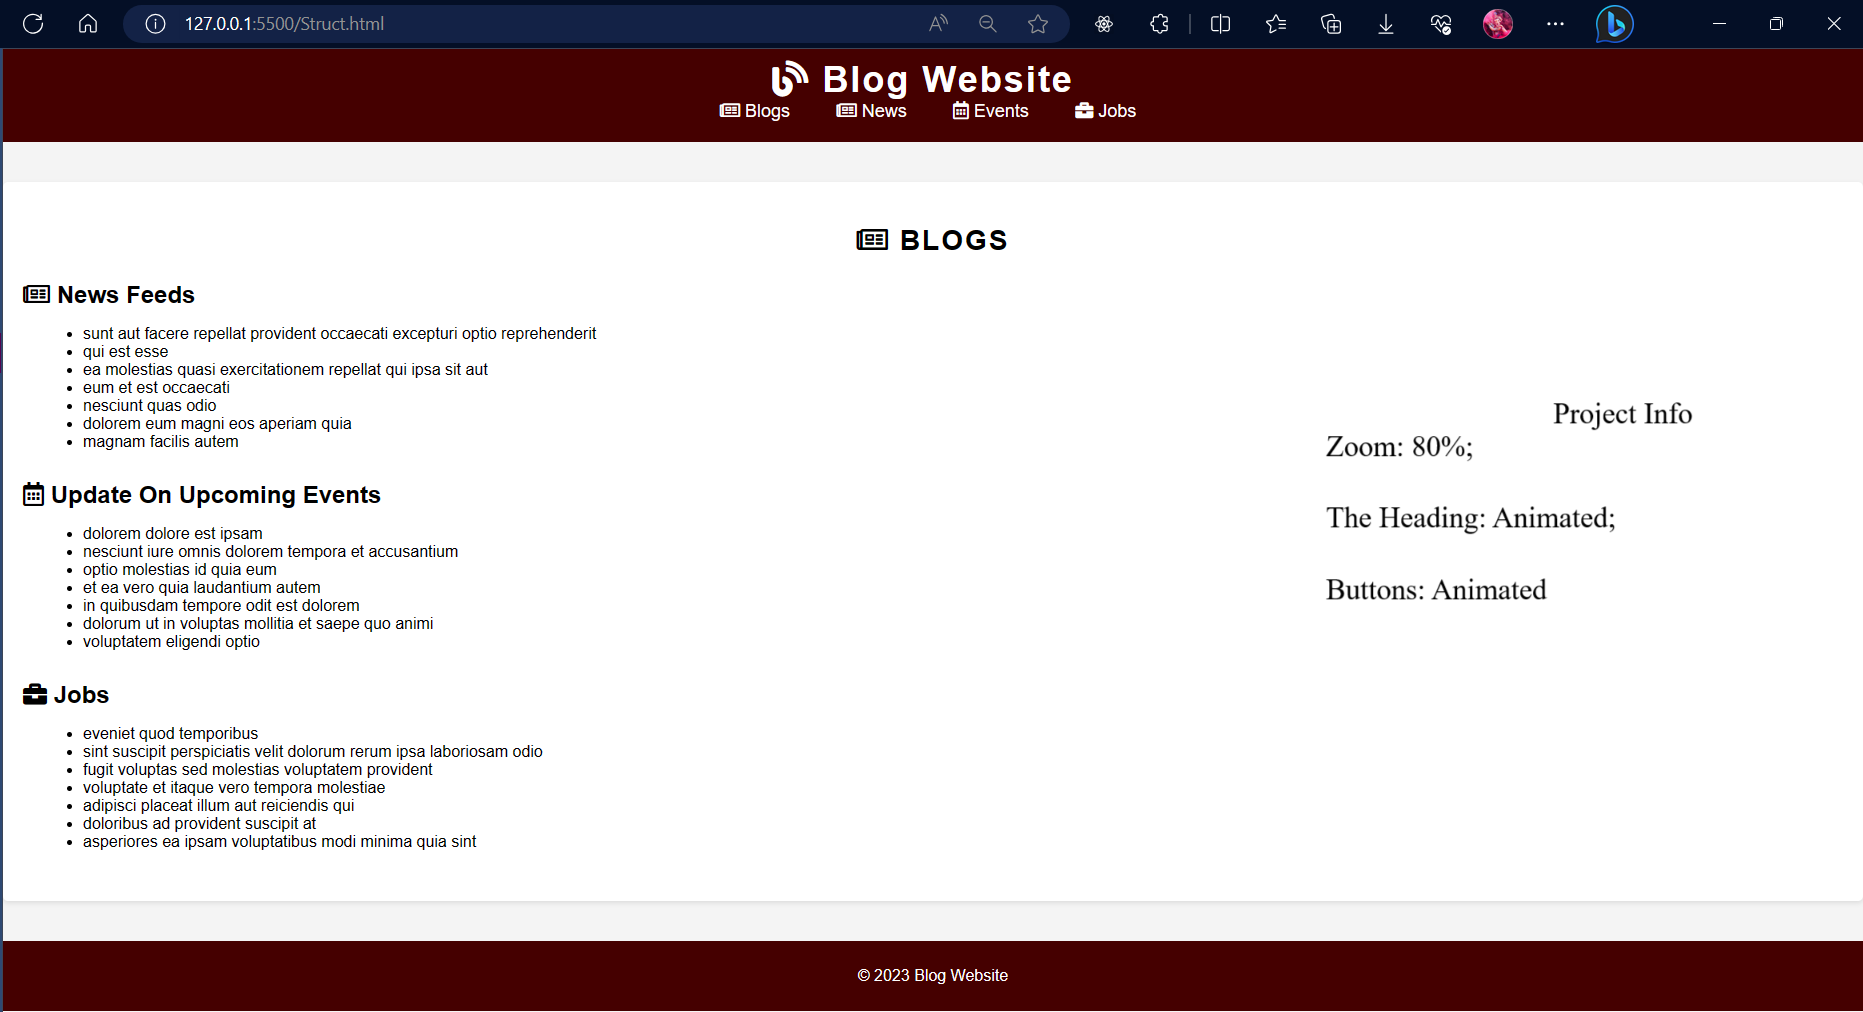 127.0.0.1:5500/Struct.html
Blog Website
Blogs News Events Jobs
BLOGS
News Feeds
sunt aut facere repellat provident occaecati excepturi optio reprehenderit
qui est esse
ea molestias quasi exercitationem repellat qui ipsa sit aut
eum et est occaecati
nesciunt quas odio
dolorem eum magni eos aperiam quia
magnam facilis autem
Update On Upcoming Events
dolorem dolore est ipsam
nesciunt iure omnis dolorem tempora et accusantium
optio molestias id quia eum
et ea vero quia laudantium autem
in quibusdam tempore odit est dolorem
dolorum ut in voluptas mollitia et saepe quo animi
voluptatem eligendi optio
Jobs
eveniet quod temporibus
sint suscipit perspiciatis velit dolorum rerum ipsa laboriosam odio
fugit voluptas sed molestias voluptatem provident
voluptate et itaque vero tempora molestiae
adipisci placeat illum aut reiciendis qui
doloribus ad provident suscipit at
asperiores ea ipsam voluptatibus modi minima quia sint
Project Info
Zoom: 80%;
The Heading: Animated;
Buttons: Animated
© 2023 Blog Website